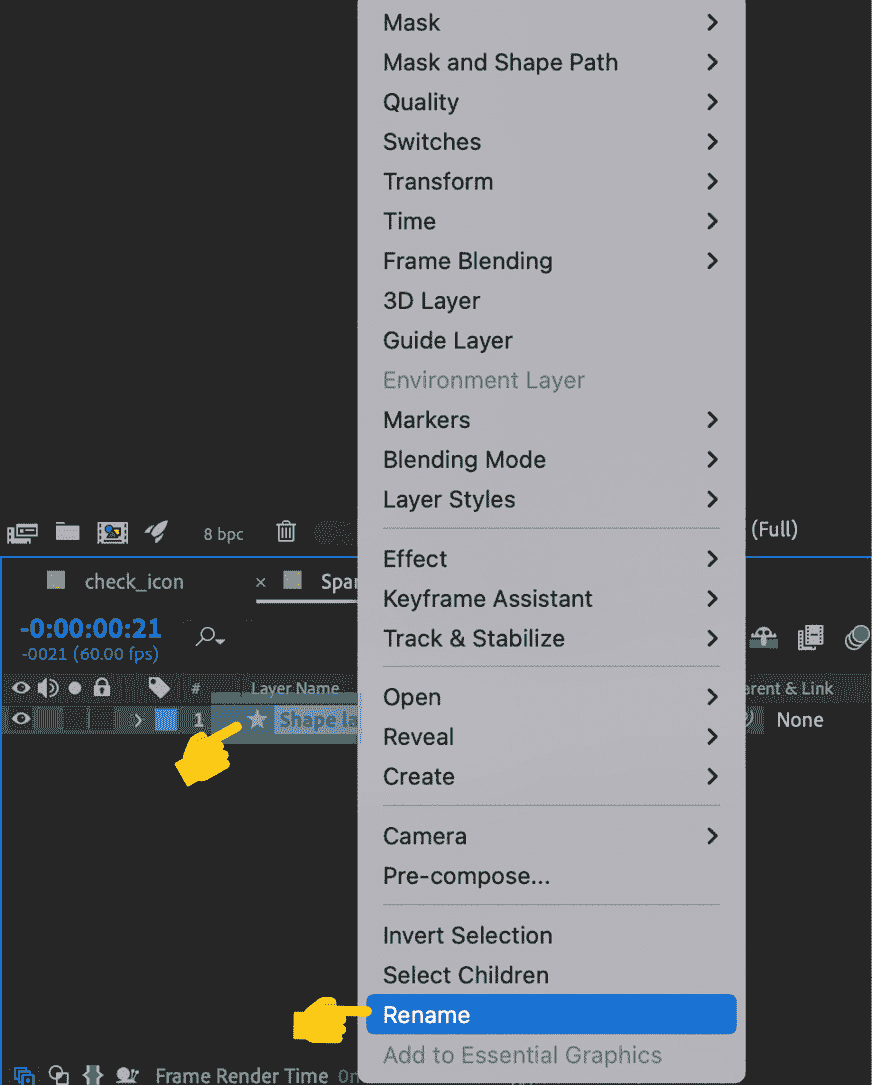 Mask
Mask and Shape Path
Quality
Switches
Transform
Time
Frame Blending
3D Layer
Guide Layer
Environment Layer
Markers
Blending Mode
Layer Styles
8 bpc
(Full)
Effect
check_icon
× Spar
Keyframe Assistant
-0:00:00:21
Track & Stabilize
-0021 (60.00 fps)
# Layer Name
Open
arent & Link
1 Shape la
None
Reveal
Create
Camera
Pre-compose...
Invert Selection
Select Children
Rename
Add to Essential Graphics
Frame Render Time 0